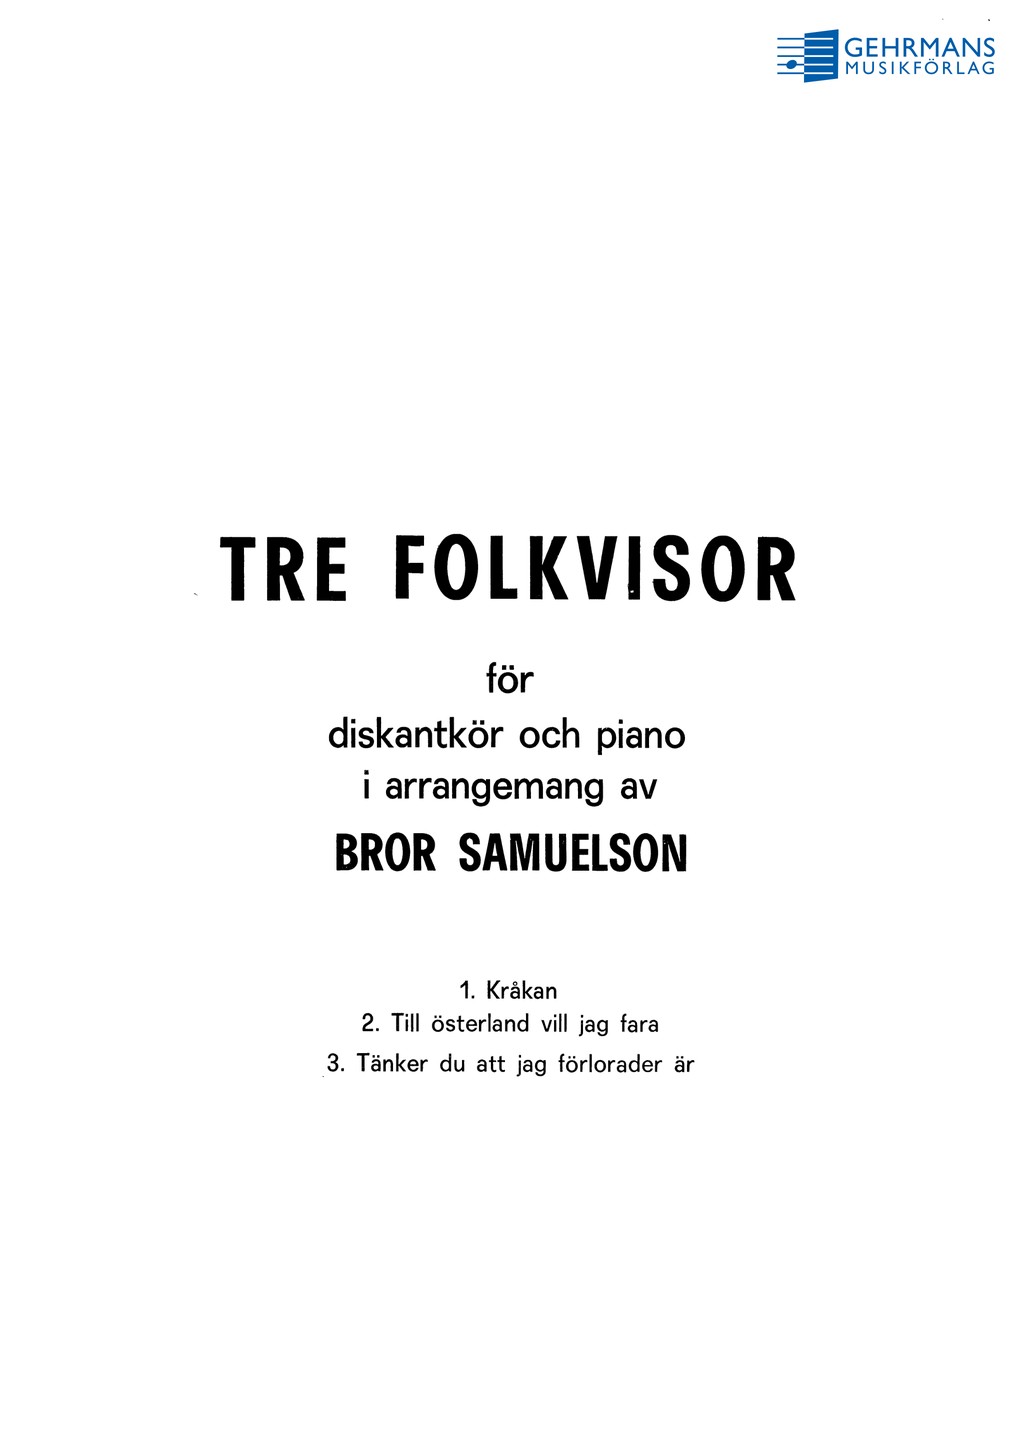 GEHRMANS
MUSIKFÖRLAG
TRE FOLKVISOR
för
diskantkör och piano
i arrangemang av
BROR SAMUELSON
1. Kråkan
2. Till österland vill jag fara
3. Tänker du att jag förlorader är